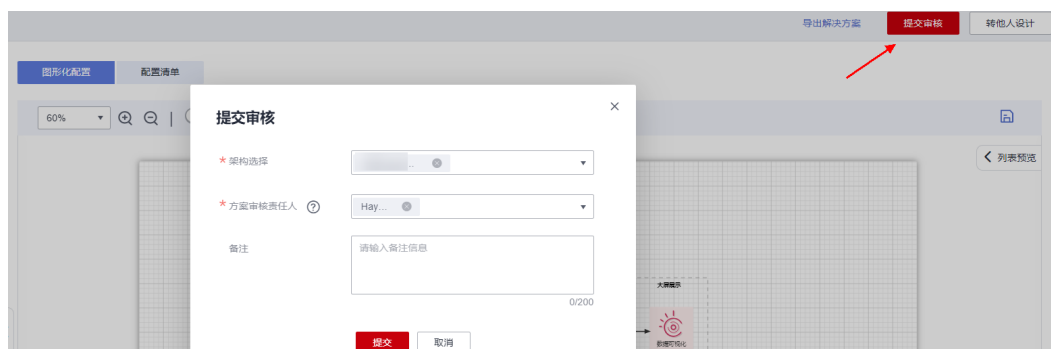 导出解决方案 提交审核 转他人设计
图形化配置 配置清单
60%
提交审核
列表预览
* 架构选择
* 方案审核责任人 Hay...
备注 请输入备注信息
0/200
大屏展示
数据可视化
提交 取消